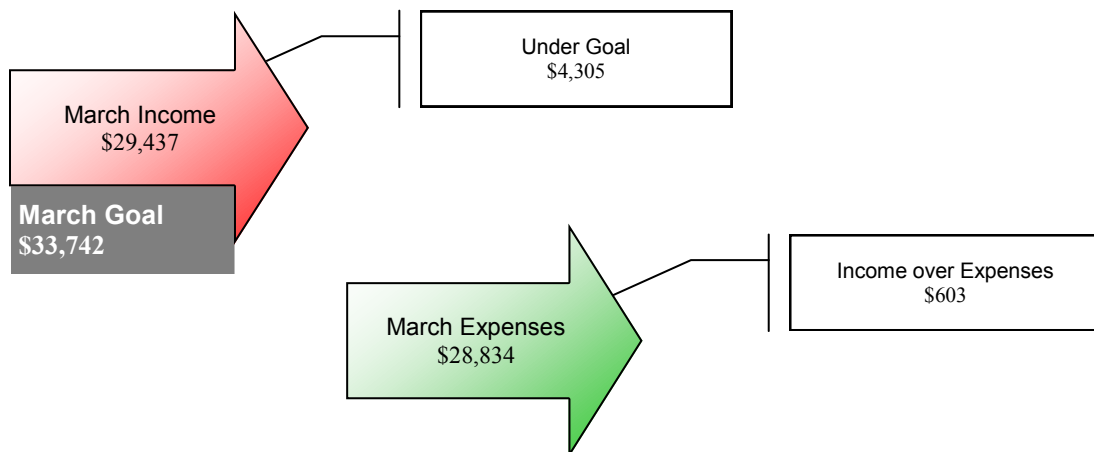 Under Goal
$4,305
March Income
$29,437
March Goal
$33,742
Income over Expenses
$603
March Expenses
$28,834